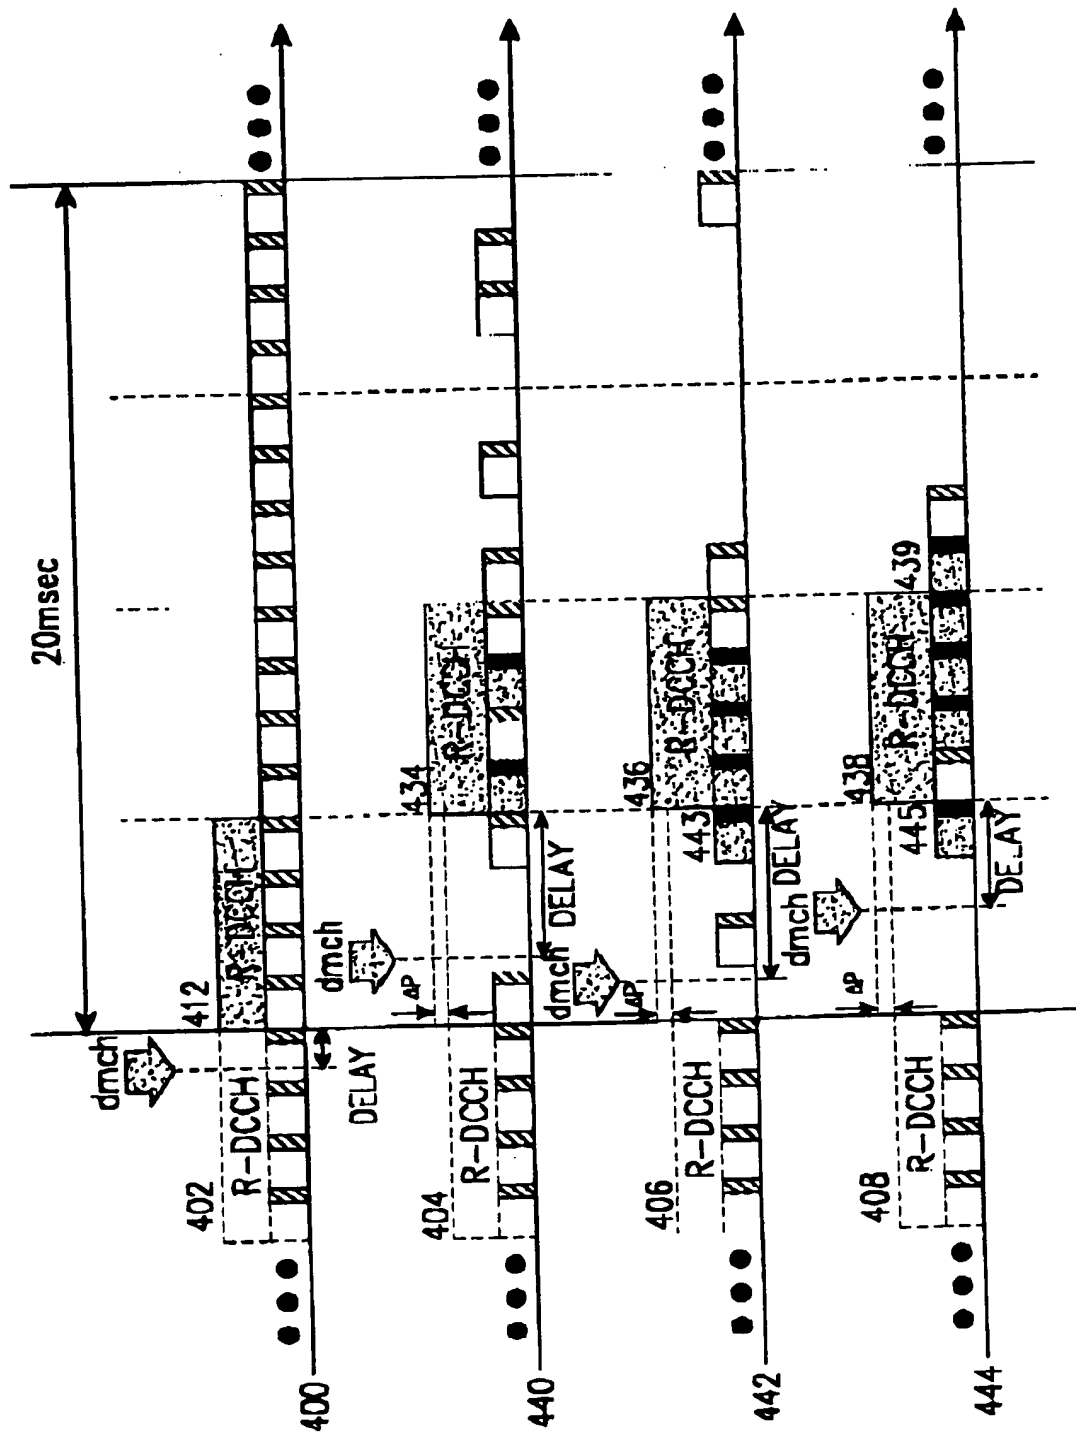 20msec
dmch
402
R-DCCH
412
R-DCCH
DELAY
400
dmch
404
R-DCCH
ΔP
434
R-DCCH
DELAY
440
dmch
406
R-DCCH
ΔP
436
R-DCCH
443
DELAY
442
dmch
408
R-DCCH
ΔP
438
R-DCCH
445
439
DELAY
444